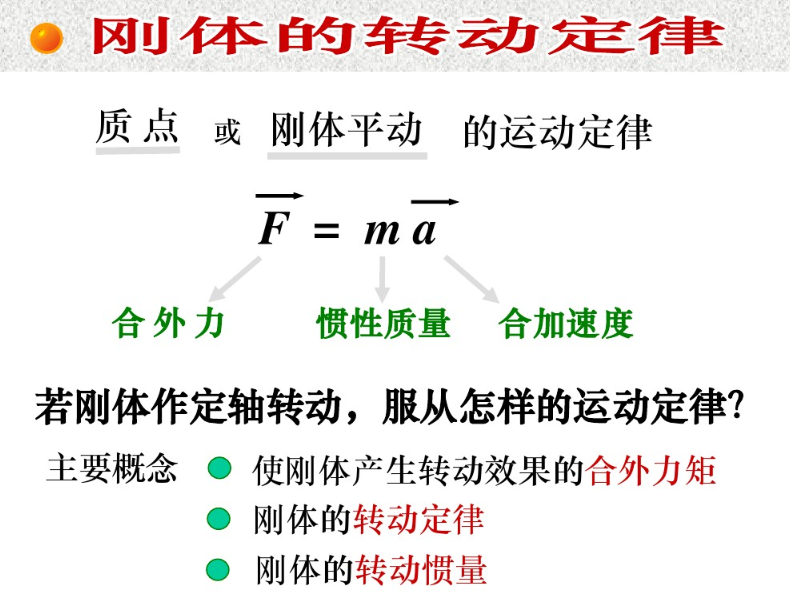 刚体的转动定律
质点 或 刚体平动 的运动定律
F = m a
合外力 惯性质量 合加速度
若刚体作定轴转动，服从怎样的运动定律？
主要概念 使刚体产生转动效果的合外力矩
刚体的转动定律
刚体的转动惯量